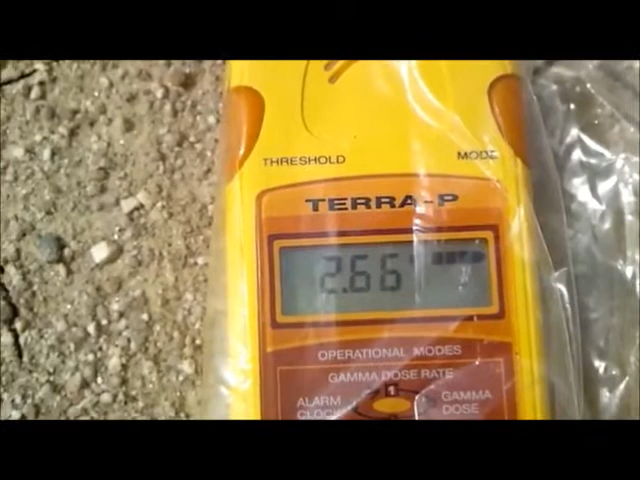 THRESHOLD MODE
TERRA-P
2.66
OPERATIONAL MODES
GAMMA DOSE RATE
1
ALARM CLOCK
GAMMA DOSE